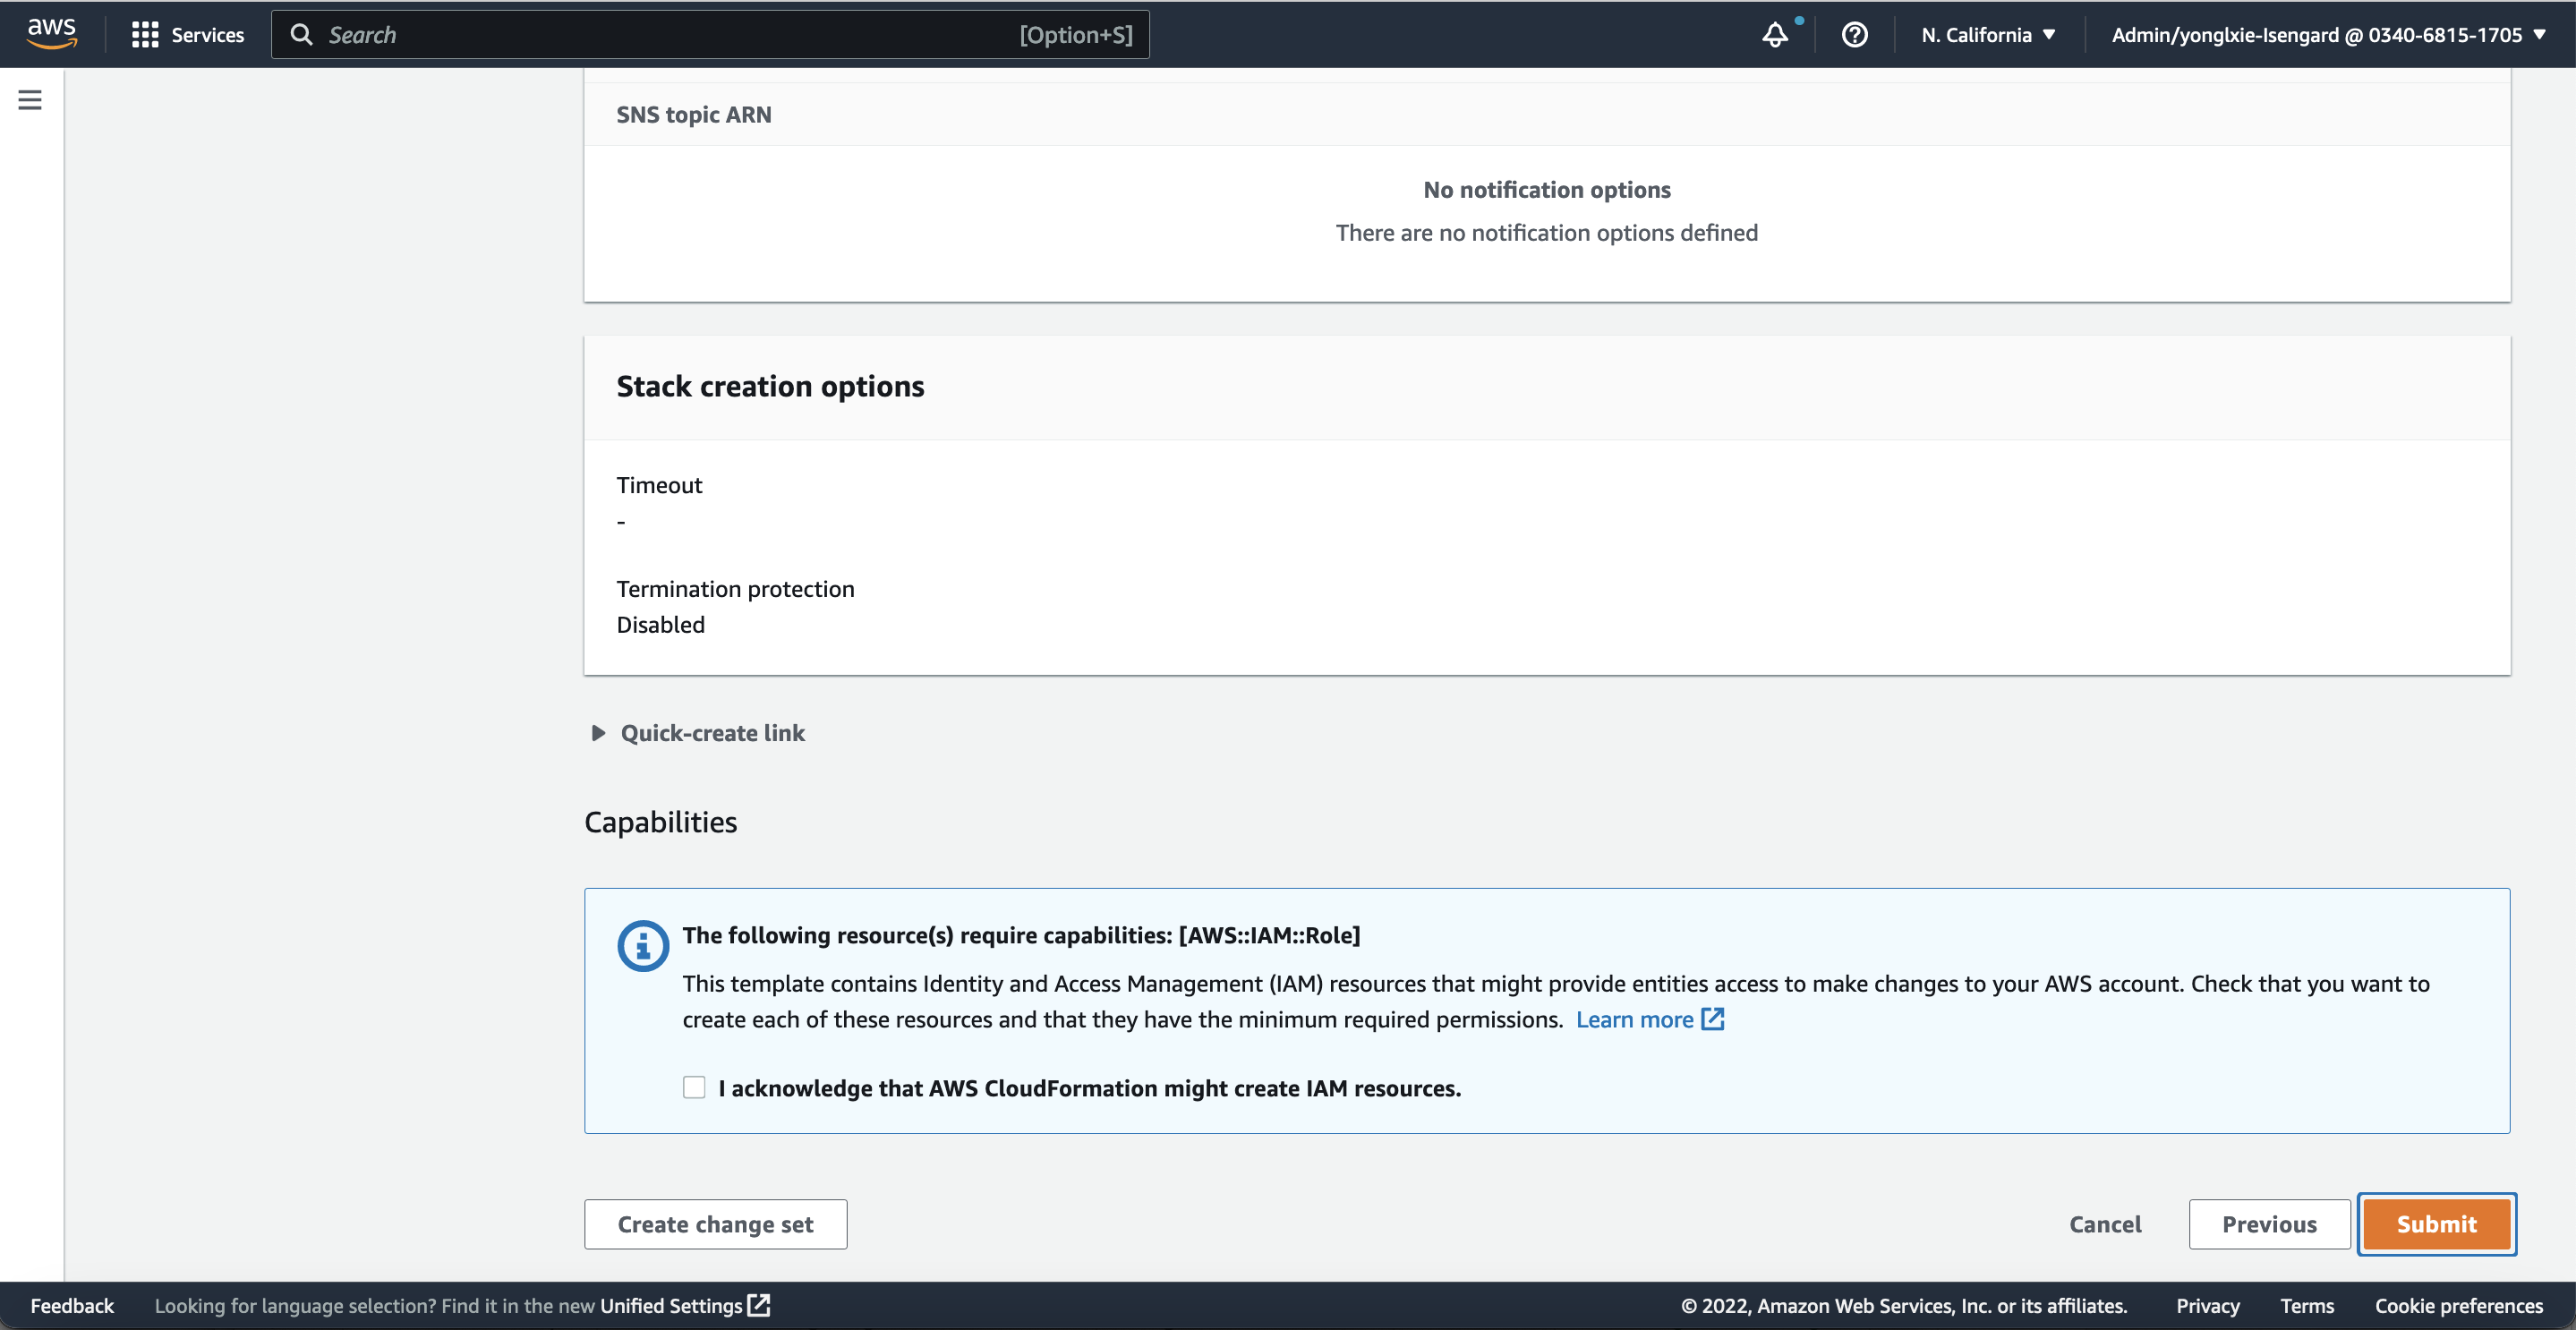 aws
Services
Search
[Option+S]
N. California
Admin/yonglxie-Isengard @ 0340-6815-1705
SNS topic ARN
No notification options
There are no notification options defined
Stack creation options
Timeout
-
Termination protection
Disabled
Quick-create link
Capabilities
The following resource(s) require capabilities: [AWS::IAM::Role]
This template contains Identity and Access Management (IAM) resources that might provide entities access to make changes to your AWS account. Check that you want to
create each of these resources and that they have the minimum required permissions. Learn more
I acknowledge that AWS CloudFormation might create IAM resources.
Create change set
Cancel
Previous
Submit
Feedback
Looking for language selection? Find it in the new Unified Settings
© 2022, Amazon Web Services, Inc. or its affiliates.
Privacy
Terms
Cookie preferences